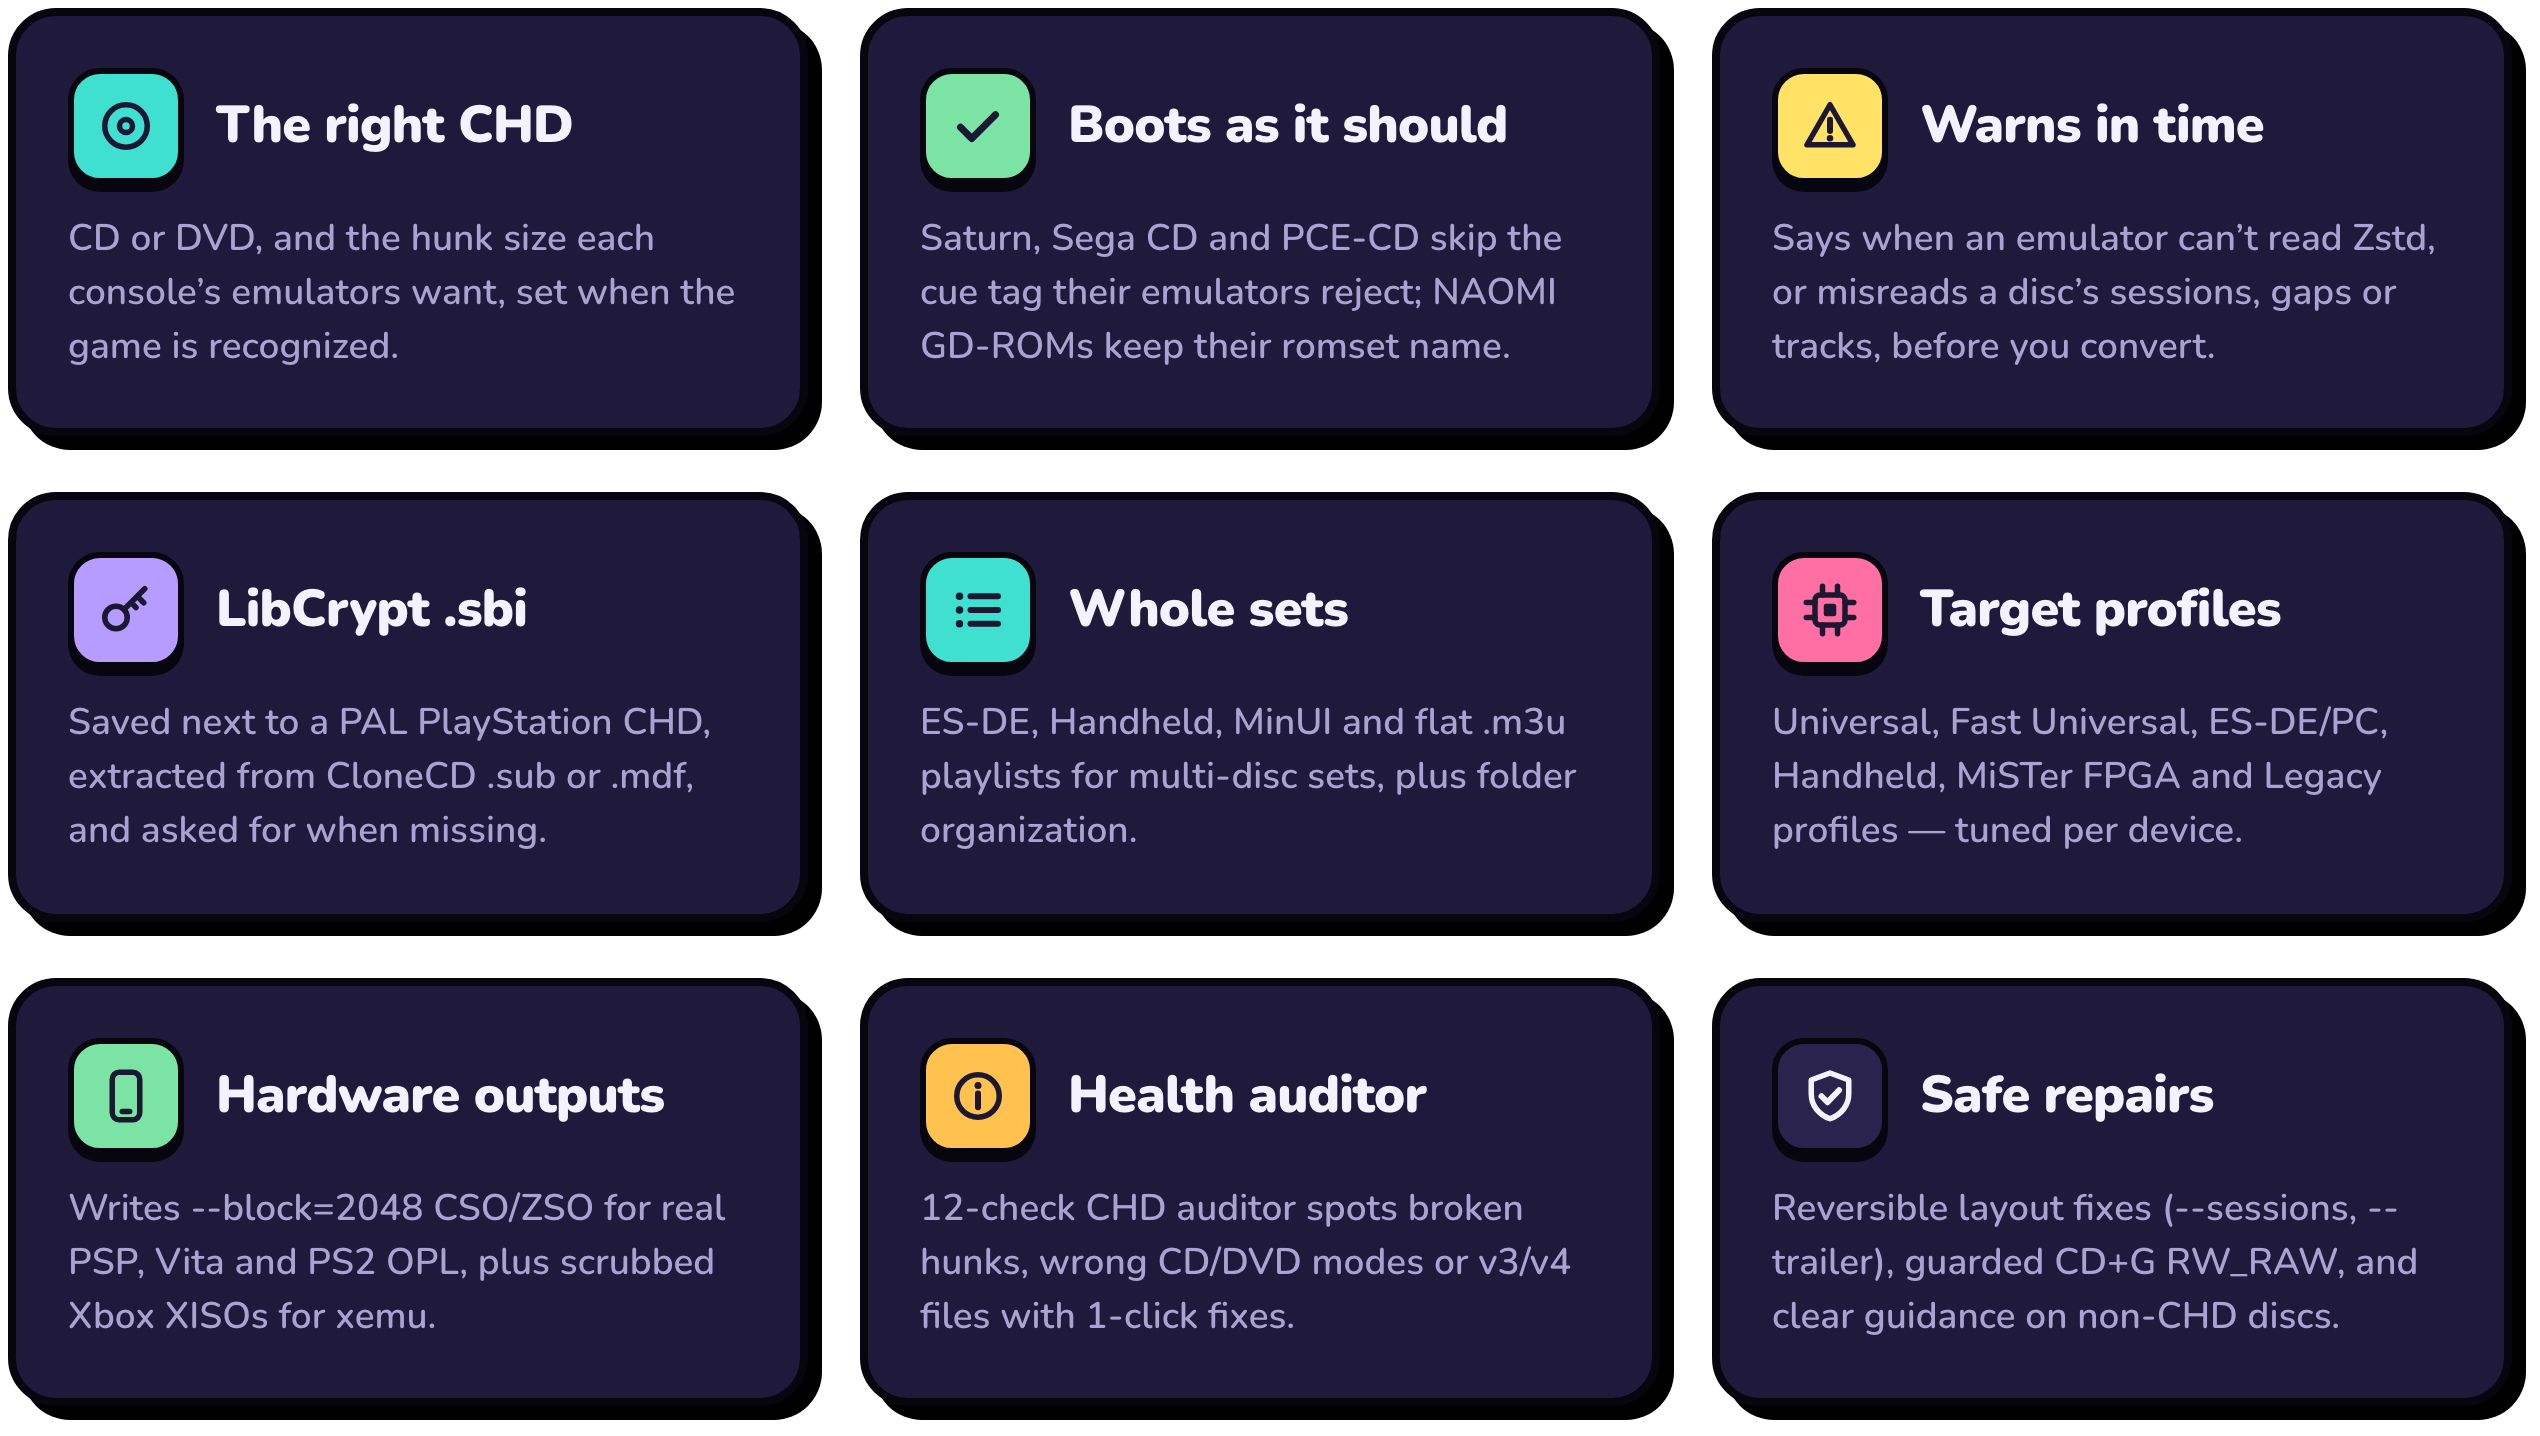 The right CHD
CD or DVD, and the hunk size each
console’s emulators want, set when the
game is recognized.
Boots as it should
Saturn, Sega CD and PCE-CD skip the
cue tag their emulators reject; NAOMI
GD-ROMs keep their romset name.
Warns in time
Says when an emulator can’t read Zstd,
or misreads a disc’s sessions, gaps or
tracks, before you convert.
LibCrypt .sbi
Saved next to a PAL PlayStation CHD,
extracted from CloneCD .sub or .mdf,
and asked for when missing.
Whole sets
ES-DE, Handheld, MinUI and flat .m3u
playlists for multi-disc sets, plus folder
organization.
Target profiles
Universal, Fast Universal, ES-DE/PC,
Handheld, MiSTer FPGA and Legacy
profiles — tuned per device.
Hardware outputs
Writes --block=2048 CSO/ZSO for real
PSP, Vita and PS2 OPL, plus scrubbed
Xbox XISOs for xemu.
Health auditor
12-check CHD auditor spots broken
hunks, wrong CD/DVD modes or v3/v4
files with 1-click fixes.
Safe repairs
Reversible layout fixes (--sessions, --
trailer), guarded CD+G RW_RAW, and
clear guidance on non-CHD discs.